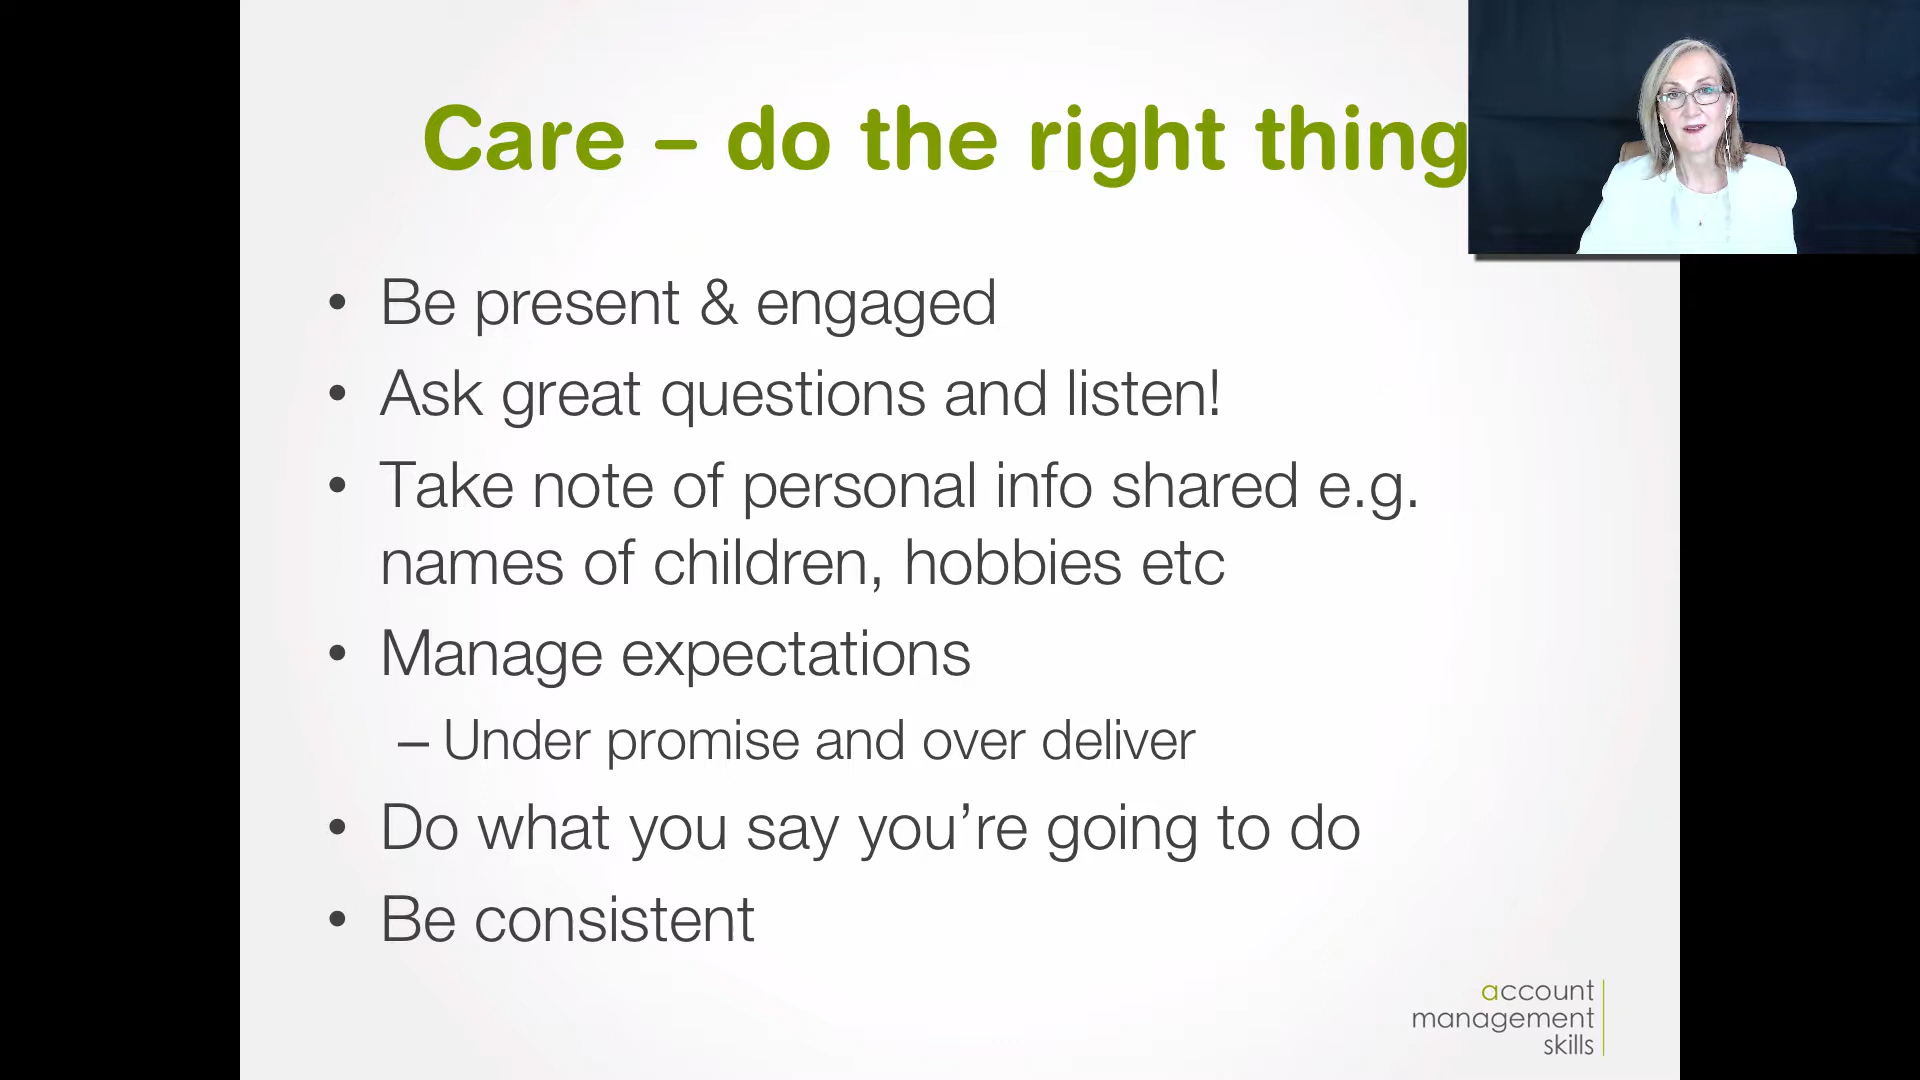 Care – do the right thing
• Be present & engaged
• Ask great questions and listen!
• Take note of personal info shared e.g.
names of children, hobbies etc
• Manage expectations
– Under promise and over deliver
• Do what you say you’re going to do
• Be consistent
account
management
skills